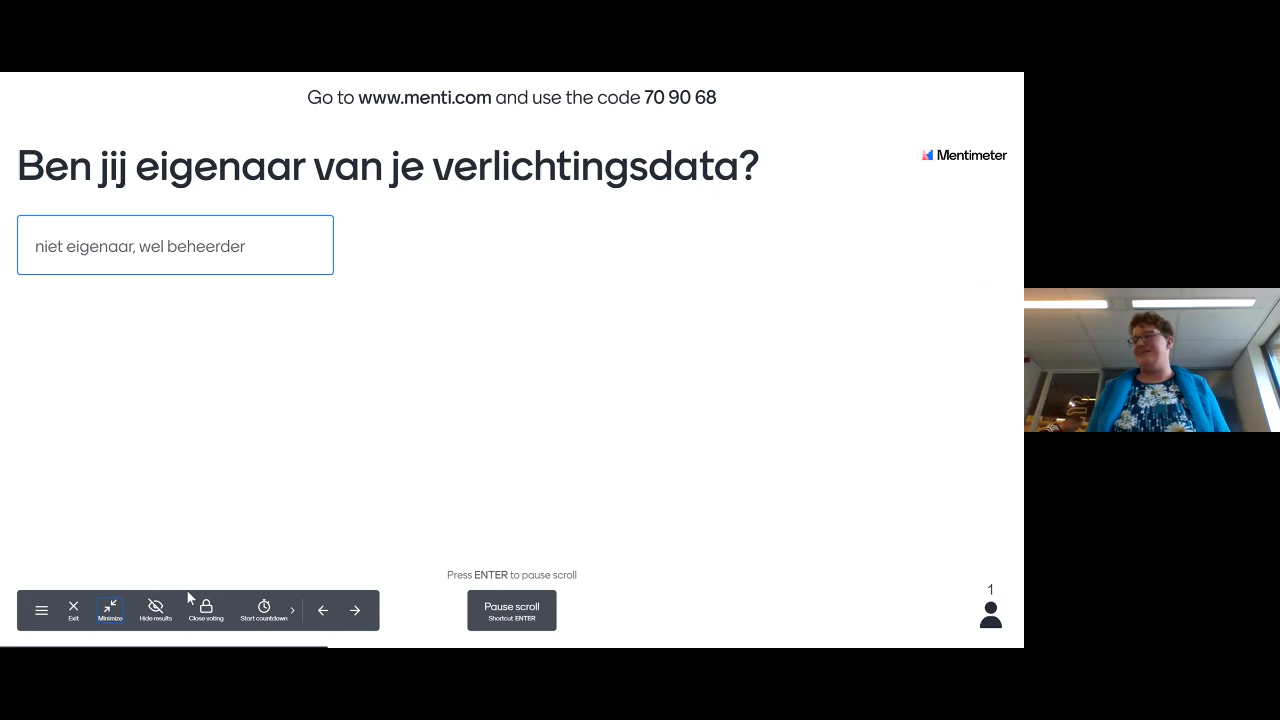 Go to www.menti.com and use the code 70 90 68
Ben jij eigenaar van je verlichtingsdata?
Mentimeter
niet eigenaar, wel beheerder
Press ENTER to pause scroll
Exit
Minimize
Hide results
Close voting
Start countdown
Pause scroll
Shortcut ENTER
1